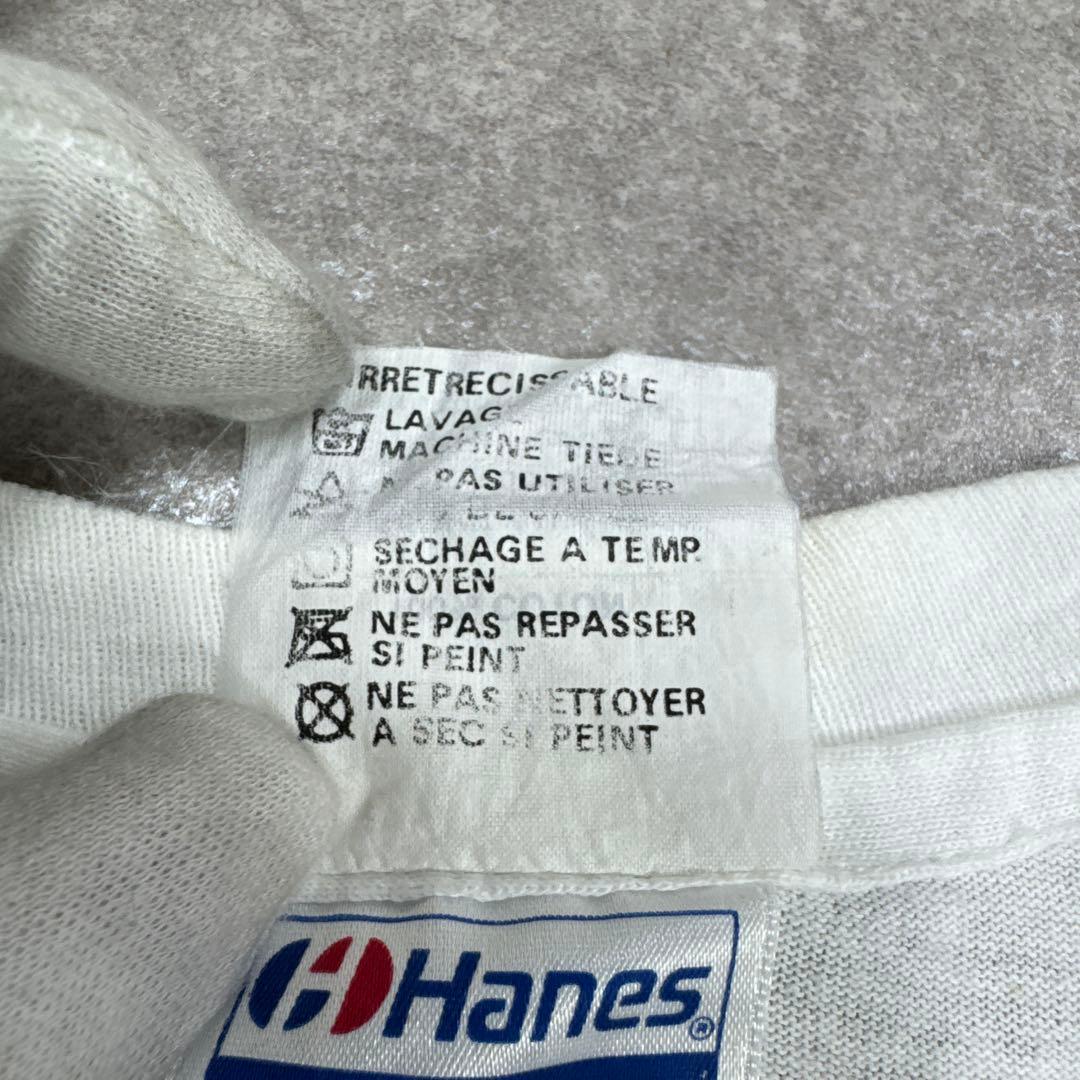 IRRETRECISSABLE
LAVAGE
MACHINE TIEDE
NE PAS UTILISER
SECHAGE A TEMP.
MOYEN
NE PAS REPASSER
SI PEINT
NE PAS NETTOYER
A SEC SI PEINT
Hanes®